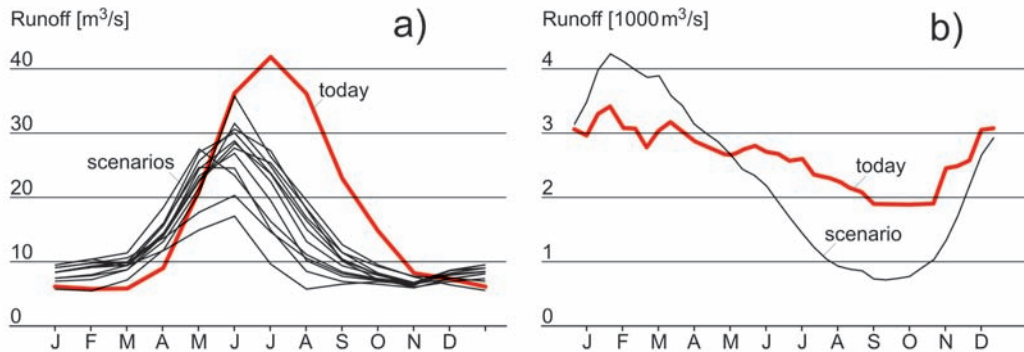 Runoff [m³/s]
a)
40
30
20
10
0
today
scenarios
J F M A M J J A S O N D
Runoff [1000 m³/s]
b)
4
3
2
1
0
today
scenario
J F M A M J J A S O N D